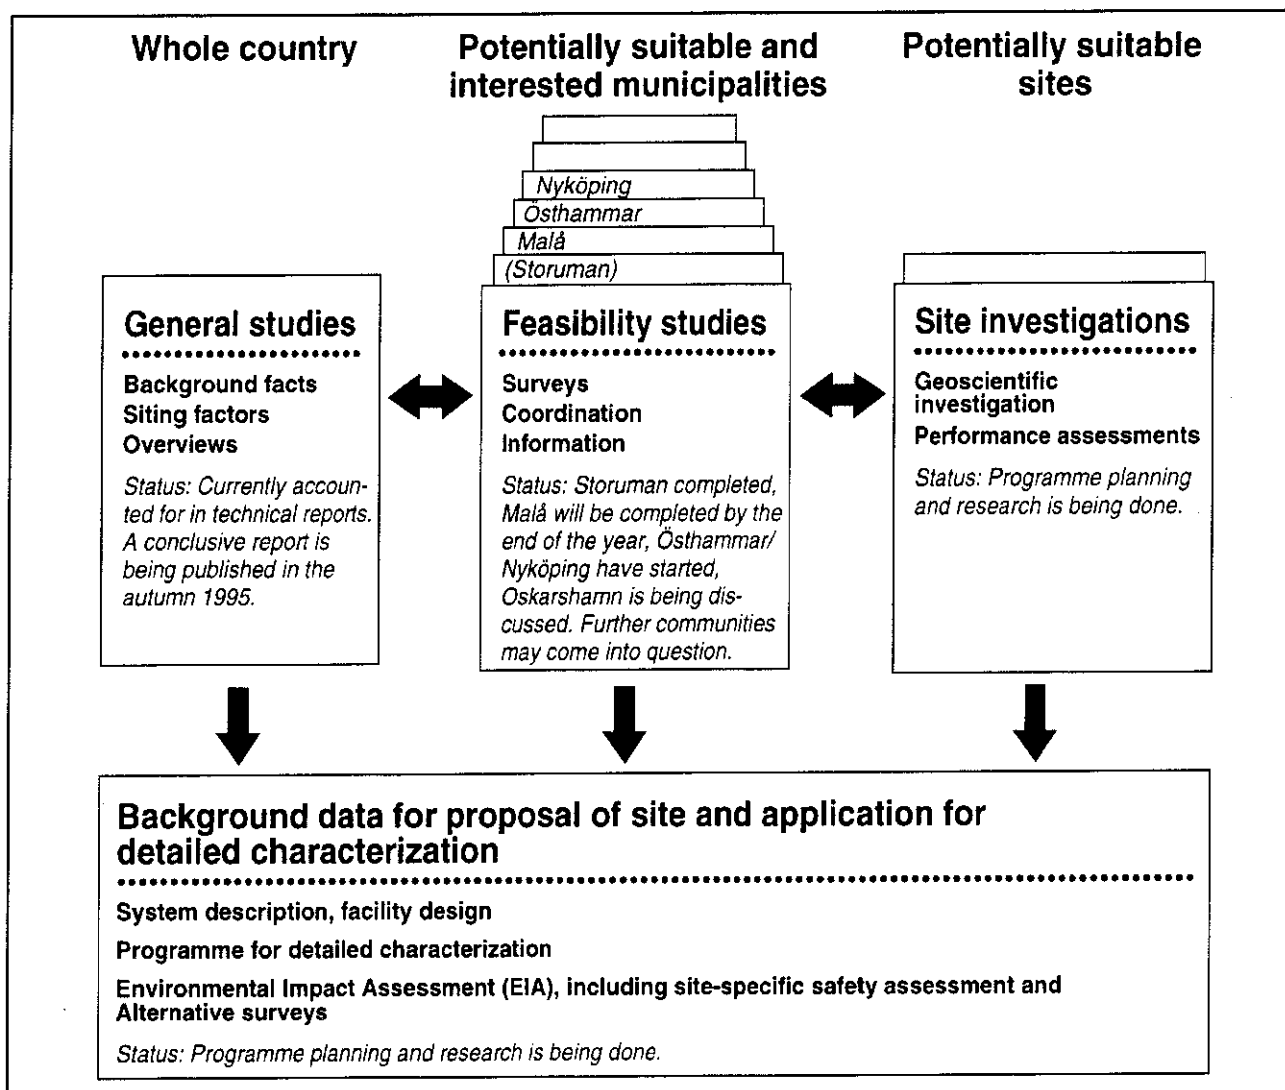 Whole country
Potentially suitable and
interested municipalities
Potentially suitable
sites
Nyköping
Östhammar
Malå
(Storuman)
General studies
Background facts
Siting factors
Overviews
Status: Currently accoun-
ted for in technical reports.
A conclusive report is
being published in the
autumn 1995.
Feasibility studies
Surveys
Coordination
Information
Status: Storuman completed,
Malå will be completed by the
end of the year, Östhammar/
Nyköping have started,
Oskarshamn is being dis-
cussed. Further communities
may come into question.
Site investigations
Geoscientific
investigation
Performance assessments
Status: Programme planning
and research is being done.
Background data for proposal of site and application for
detailed characterization
System description, facility design
Programme for detailed characterization
Environmental Impact Assessment (EIA), including site-specific safety assessment and
Alternative surveys
Status: Programme planning and research is being done.